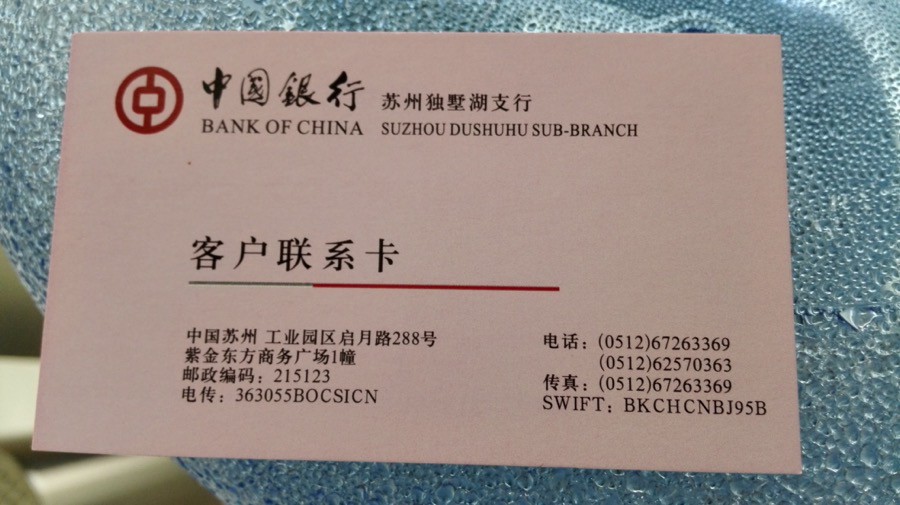 中国银行 苏州独墅湖支行
BANK OF CHINA SUZHOU DUSHUHU SUB-BRANCH
客户联系卡
中国苏州 工业园区启月路288号
紫金东方商务广场1幢
邮政编码：215123
电传：363055BOCSICN
电话：(0512)67263369
(0512)62570363
传真：(0512)67263369
SWIFT：BKCHCNBJ95B